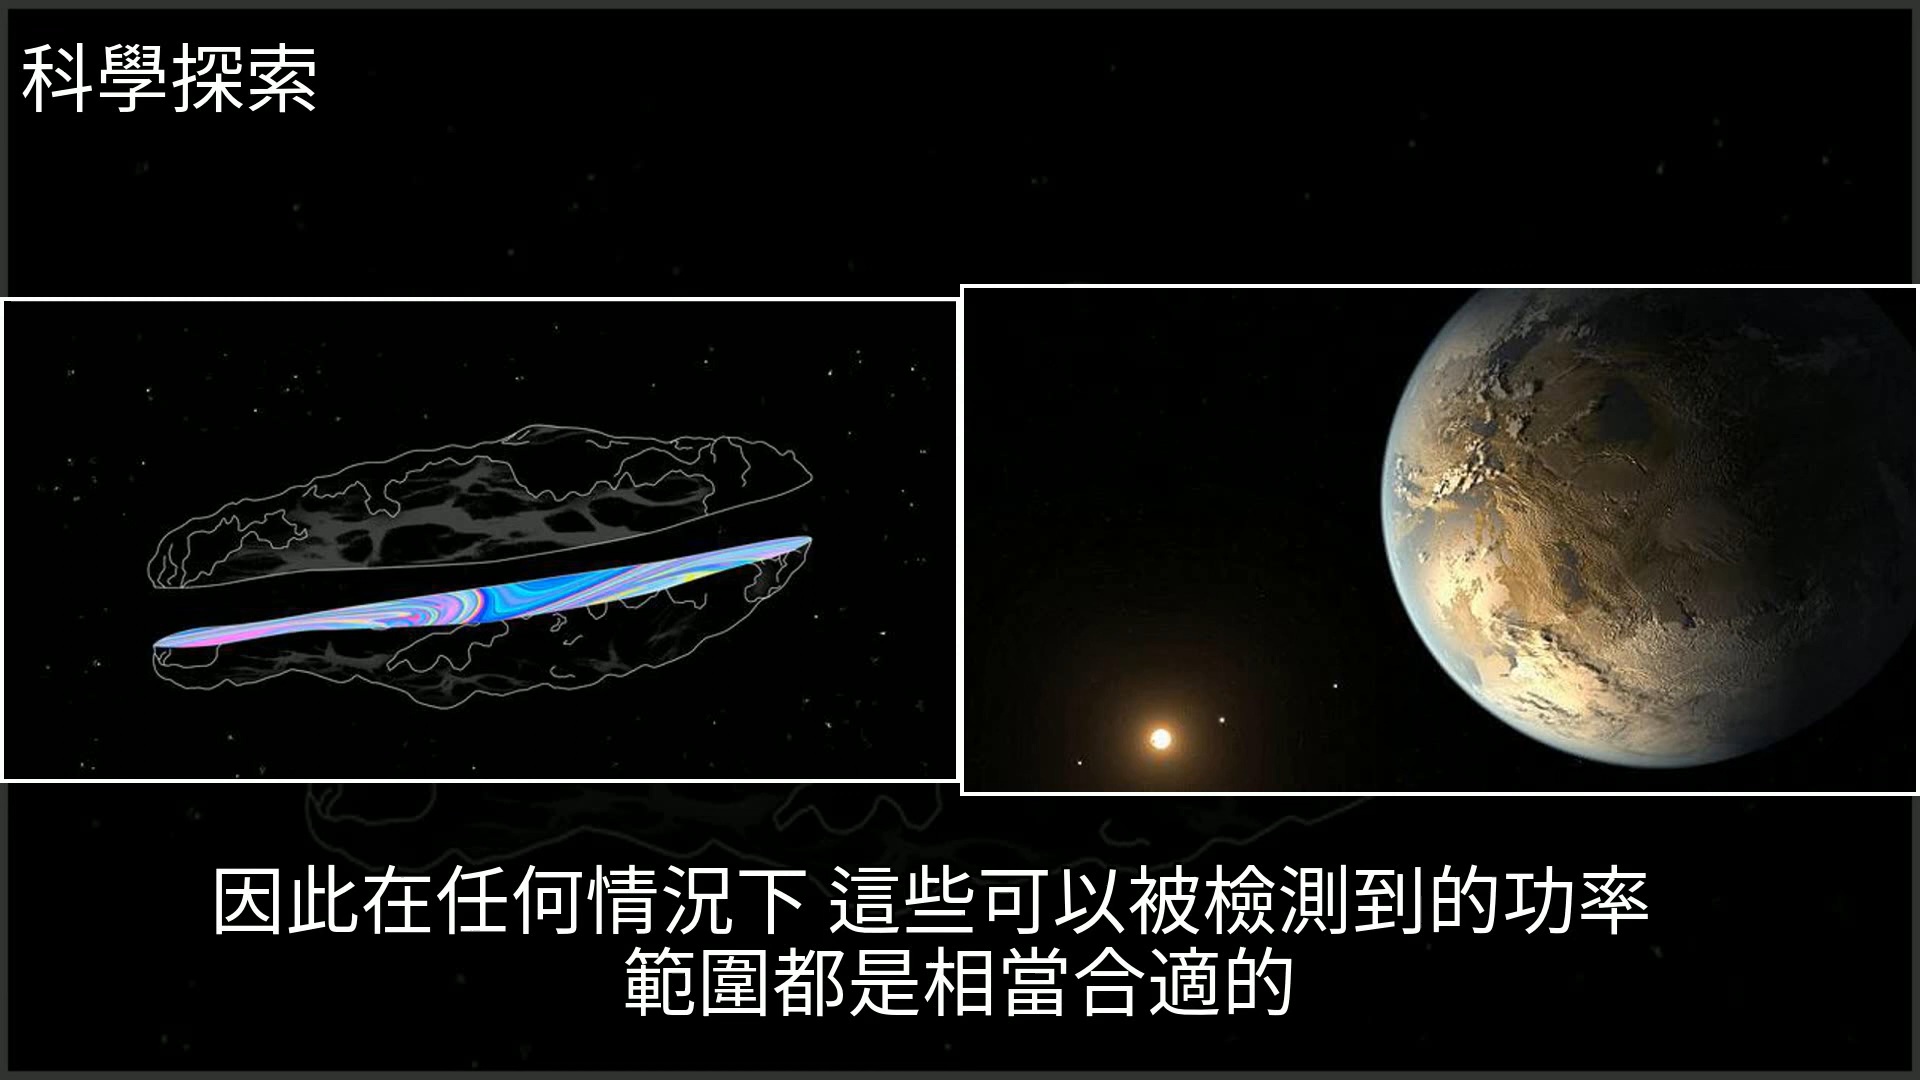 科學探索
因此在任何情況下 這些可以被檢測到的功率
範圍都是相當合適的